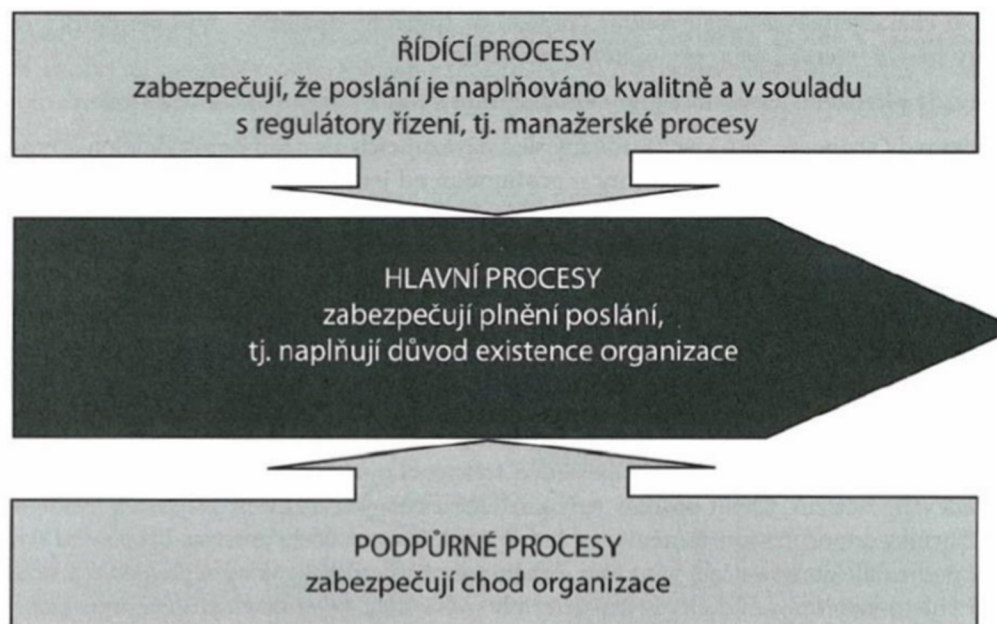 ŘÍDÍCÍ PROCESY
zabezpečují, že poslání je naplňováno kvalitně a v souladu
s regulátory řízení, tj. manažerské procesy
HLAVNÍ PROCESY
zabezpečují plnění poslání,
tj. naplňují důvod existence organizace
PODPŮRNÉ PROCESY
zabezpečují chod organizace